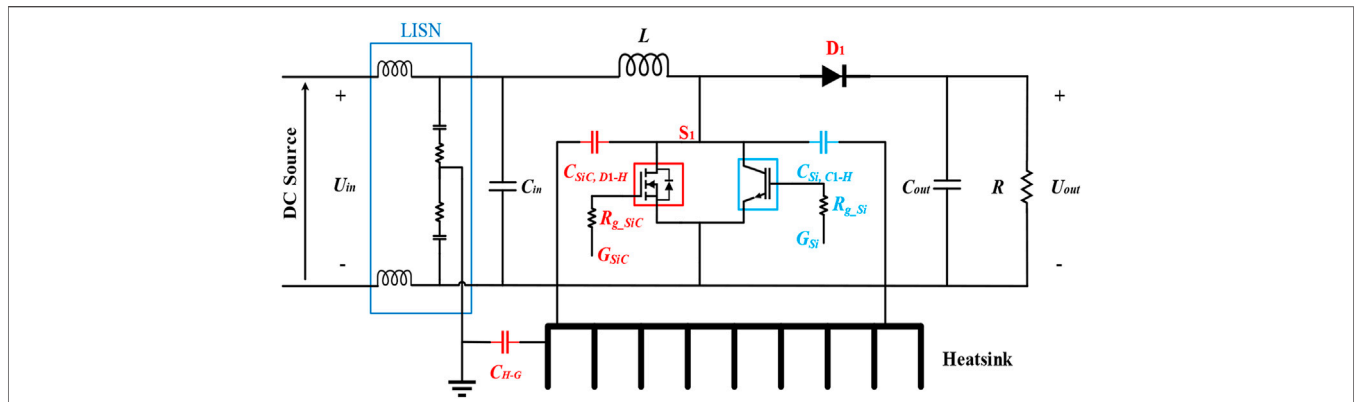 LISN
L
D1
+
+
S1
DC Source
Uin
Cin
CSiC, D1-H
CSi, C1-H
Cout
R
Uout
Rg_SiC
Rg_Si
GSiC
GSi
-
-
Heatsink
CH-G